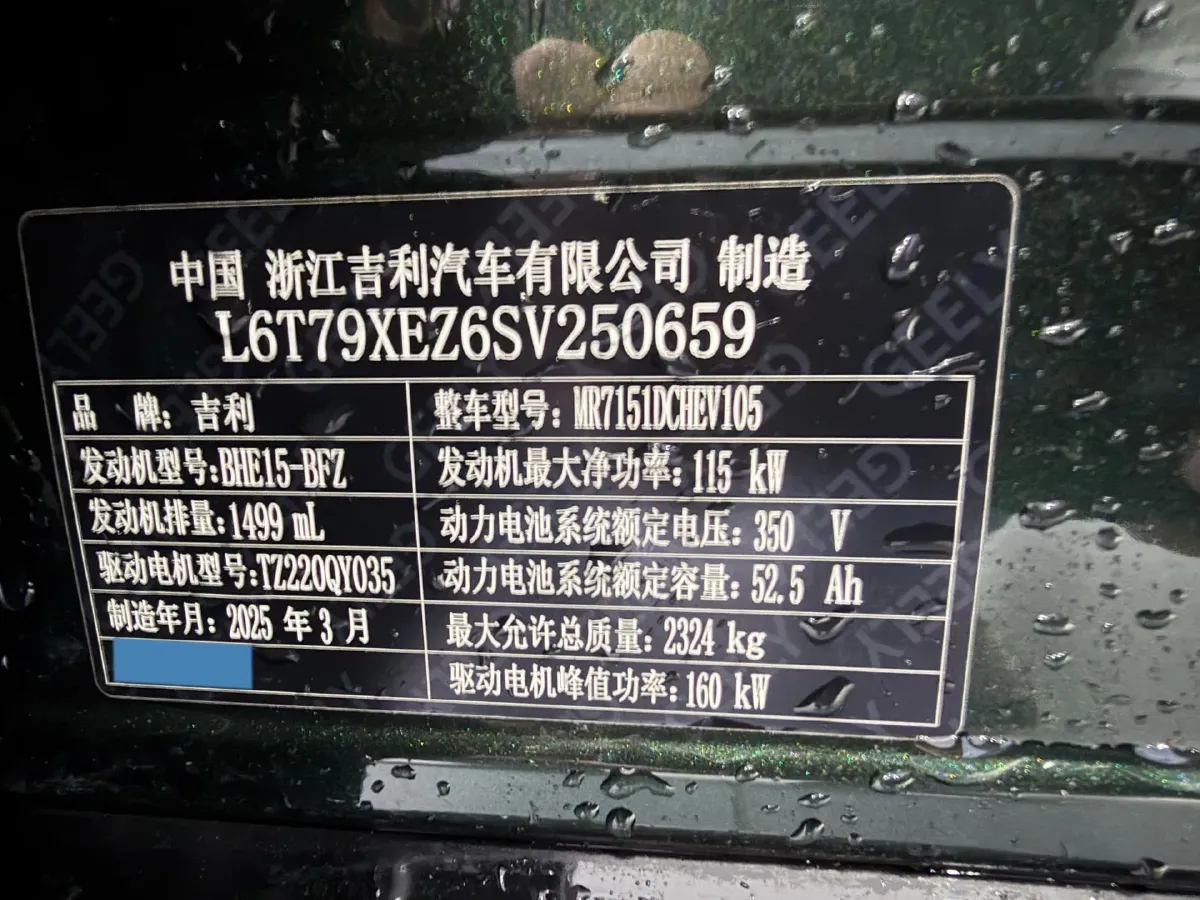 中国 浙江吉利汽车有限公司 制造
L6T79XEZ6SV250659
品 牌: 吉利 整车型号: MR7151DCHEV105
发动机型号:BHE15-BFZ 发动机最大净功率: 115 kW
发动机排量: 1499 mL 动力电池系统额定电压: 350 V
驱动电机型号:TZ220QY035 动力电池系统额定容量: 52.5 Ah
制造年月: 2025 年 3 月 最大允许总质量: 2324 kg
驱动电机峰值功率: 160 kW
GEELY
GEELY
GEELY
GEELY